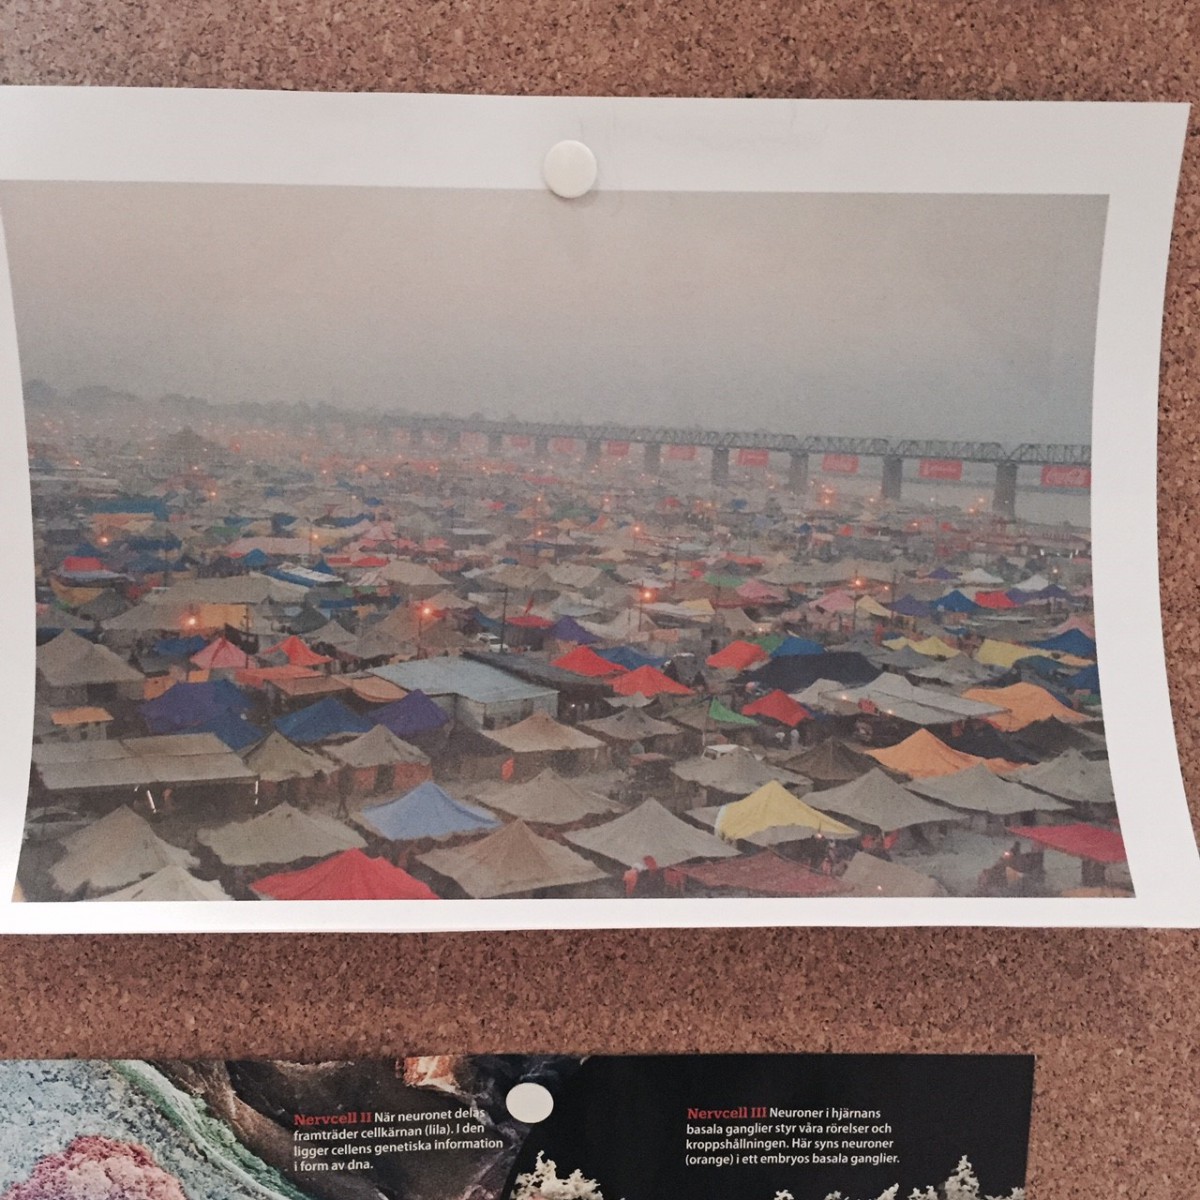 Nervcell II När neuronet delas
framträder cellkärnan (lila). I den
ligger cellens genetiska information
i form av dna.
Nervcell III Neuroner i hjärnans
basala ganglier styr våra rörelser och
kroppshållningen. Här syns neuroner
(orange) i ett embryos basala ganglier.